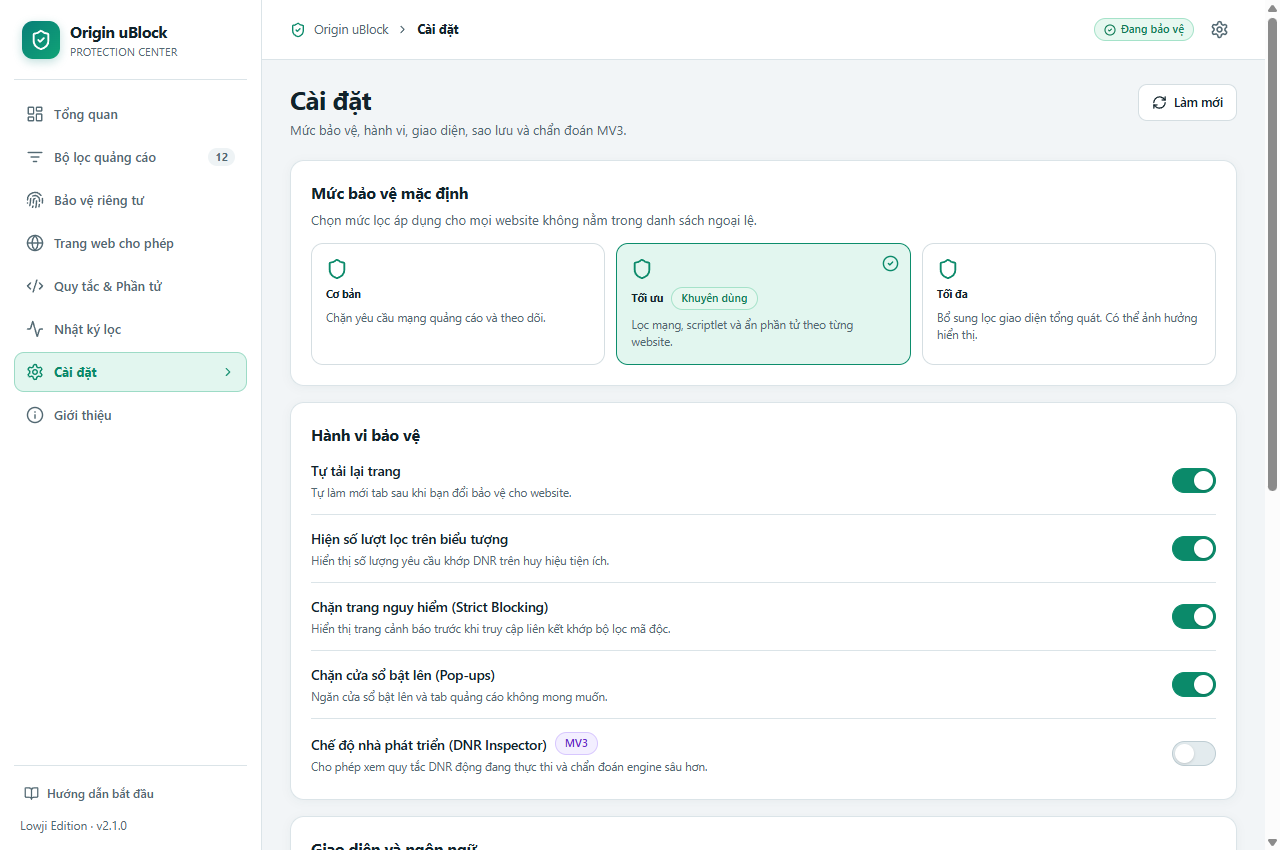 Origin uBlock
PROTECTION CENTER
Tổng quan
Bộ lọc quảng cáo 12
Bảo vệ riêng tư
Trang web cho phép
Quy tắc & Phần tử
Nhật ký lọc
Cài đặt
Giới thiệu
Hướng dẫn bắt đầu
Lowji Edition · v2.1.0
Origin uBlock > Cài đặt
Đang bảo vệ
Cài đặt
Mức bảo vệ, hành vi, giao diện, sao lưu và chẩn đoán MV3.
Làm mới
Mức bảo vệ mặc định
Chọn mức lọc áp dụng cho mọi website không nằm trong danh sách ngoại lệ.
Cơ bản
Chặn yêu cầu mạng quảng cáo và theo dõi.
Tối ưu Khuyên dùng
Lọc mạng, scriptlet và ẩn phần tử theo từng
website.
Tối đa
Bổ sung lọc giao diện tổng quát. Có thể ảnh hưởng
hiển thị.
Hành vi bảo vệ
Tự tải lại trang
Tự làm mới tab sau khi bạn đổi bảo vệ cho website.
Hiện số lượt lọc trên biểu tượng
Hiển thị số lượng yêu cầu khớp DNR trên huy hiệu tiện ích.
Chặn trang nguy hiểm (Strict Blocking)
Hiển thị trang cảnh báo trước khi truy cập liên kết khớp bộ lọc mã độc.
Chặn cửa sổ bật lên (Pop-ups)
Ngăn cửa sổ bật lên và tab quảng cáo không mong muốn.
Chế độ nhà phát triển (DNR Inspector) MV3
Cho phép xem quy tắc DNR động đang thực thi và chẩn đoán engine sâu hơn.
Giao diện và ngôn ngữ